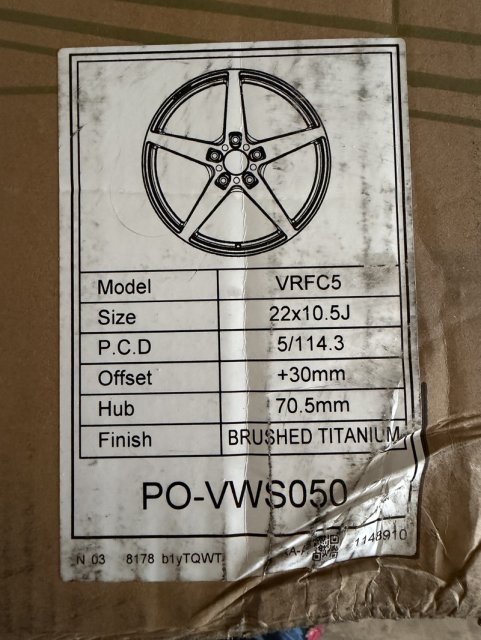 Model VRFC5
Size 22x10.5J
P.C.D 5/114.3
Offset +30mm
Hub 70.5mm
Finish BRUSHED TITANIUM
PO-VWS050
N 03 8178 b1yTQWT 1148910